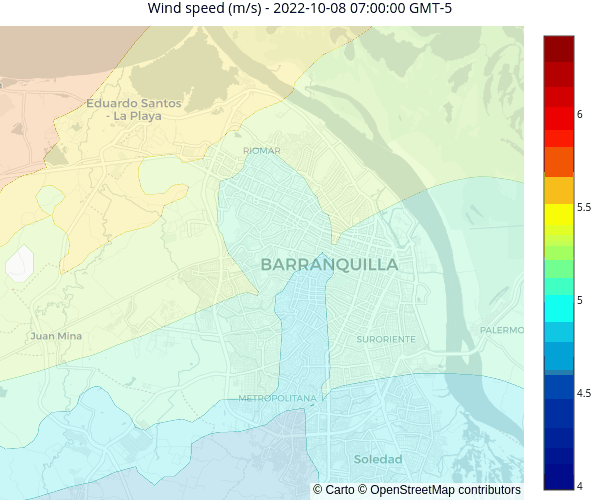 Wind speed (m/s) - 2022-10-08 07:00:00 GMT-5
Eduardo Santos
- La Playa
RIOMAR
BARRANQUILLA
Juan Mina
SURORIENTE
PALERMO
METROPOLITANA
Soledad
© Carto © OpenStreetMap contributors
6
5.5
5
4.5
4